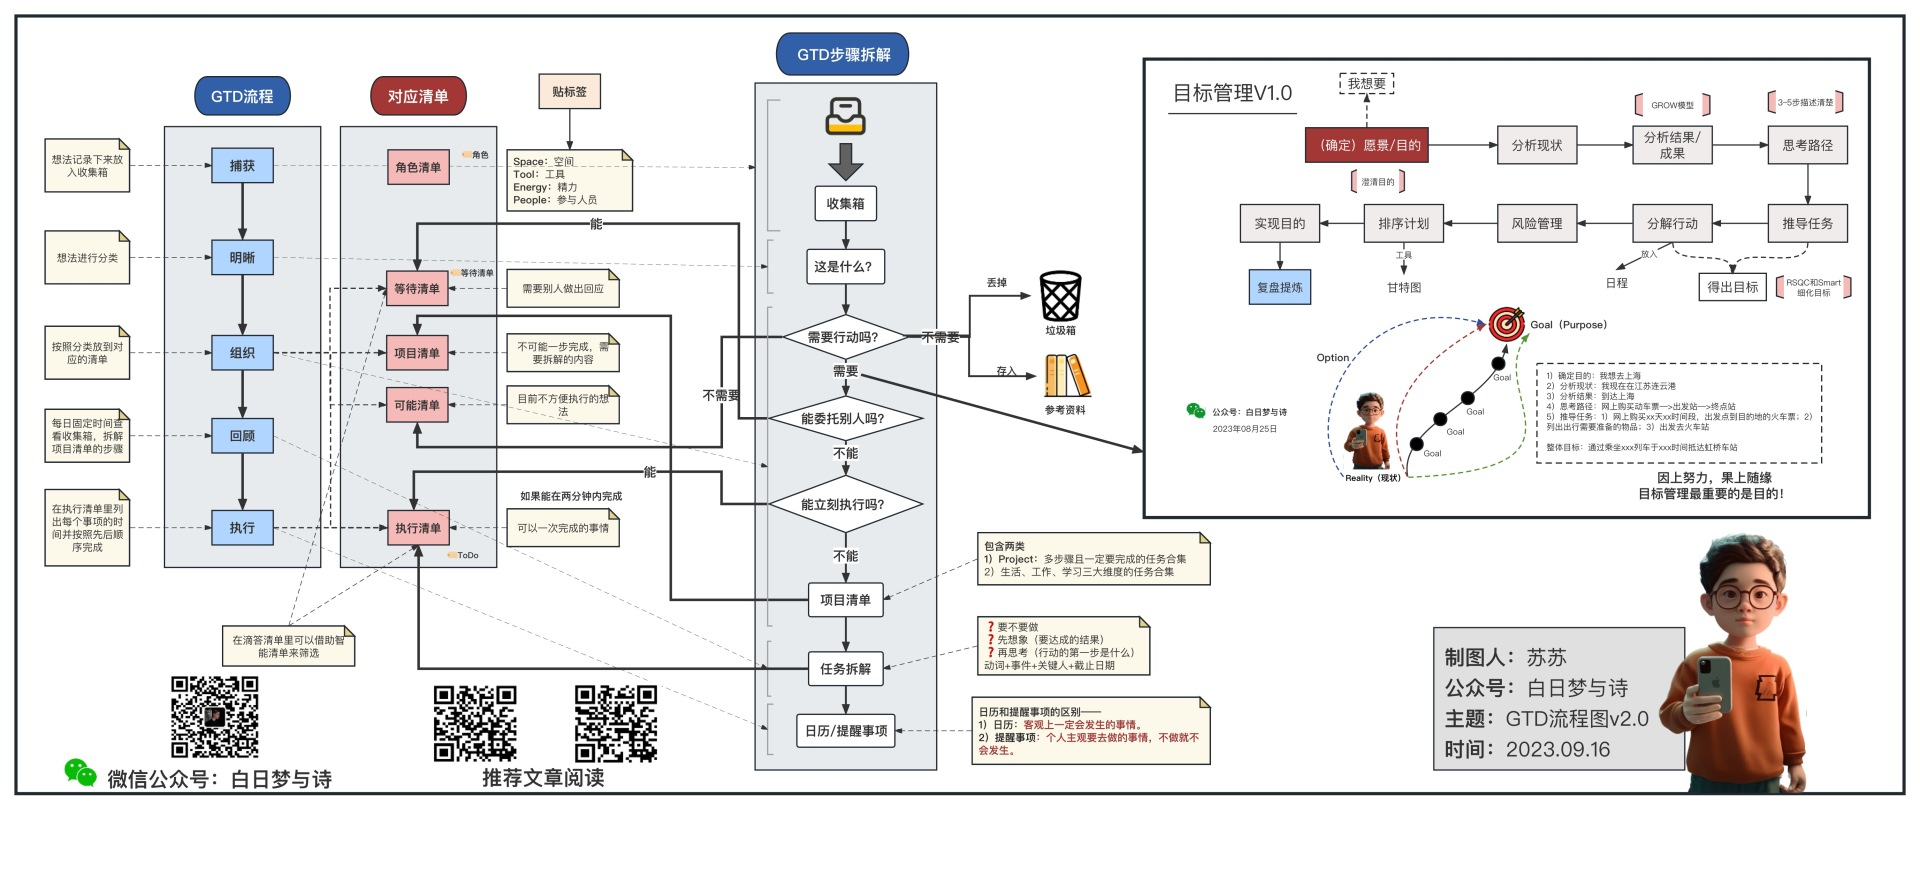 GTD流程
捕获
明晰
组织
回顾
执行
想法记录下来放
入收集箱
想法进行分类
按照分类放到对
应的清单
每日固定时间查
看收集箱，拆解
项目清单的步骤
在执行清单里列
出每个事项的时
间并按照先后顺
序完成
对应清单
角色清单
角色
等待清单
等待清单
项目清单
可能清单
执行清单
ToDo
贴标签
Space：空间
Tool：工具
Energy：精力
People：参与人员
能
需要别人做出回应
不可能一步完成，需
要拆解的内容
目前不方便执行的想
法
能
如果能在两分钟内完成
可以一次完成的事情
在滴答清单里可以借助智
能清单来筛选
微信公众号：白日梦与诗
推荐文章阅读
GTD步骤拆解
收集箱
这是什么？
需要行动吗？
不需要
丢掉
垃圾箱
存入
参考资料
不需要
需要
能委托别人吗？
不能
能立刻执行吗？
不能
项目清单
任务拆解
日历/提醒事项
包含两类
1）Project：多步骤且一定要完成的任务合集
2）生活、工作、学习三大维度的任务合集
❓要不要做
❓先想象（要达成的结果）
❓再思考（行动的第一步是什么）
动词+事件+关键人+截止日期
日历和提醒事项的区别——
1）日历：客观上一定会发生的事情。
2）提醒事项：个人主观要去做的事情，不做就不
会发生。
目标管理V1.0
我想要
（确定）愿景/目的
澄清目的
分析现状
GROW模型
分析结果/
成果
3-5步描述清楚
思考路径
推导任务
分解行动
风险管理
排序计划
实现目的
复盘提炼
工具
甘特图
放入
日程
得出目标
RSQC和Smart
细化目标
Option
Goal（Purpose）
Goal
Goal
Goal
Goal
Reality（现状）
公众号：白日梦与诗
2023年08月25日
1）确定目的：我想去上海
2）分析现状：我现在在江苏连云港
3）分析结果：到达上海
4）思考路径：网上购买动车票—>出发站—>终点站
5）推导任务：1）网上购买xx天xx时间段，出发点到目的地的火车票；2）
列出出行需要准备的物品；3）出发去火车站
整体目标：通过乘坐xxx列车于xxx时间抵达虹桥车站
因上努力，果上随缘
目标管理最重要的是目的！
制图人：苏苏
公众号：白日梦与诗
主题：GTD流程图v2.0
时间：2023.09.16